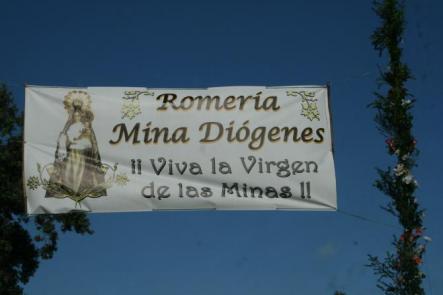 Romería
Mina Diógenes
¡¡ Viva la Virgen
de las Minas !!